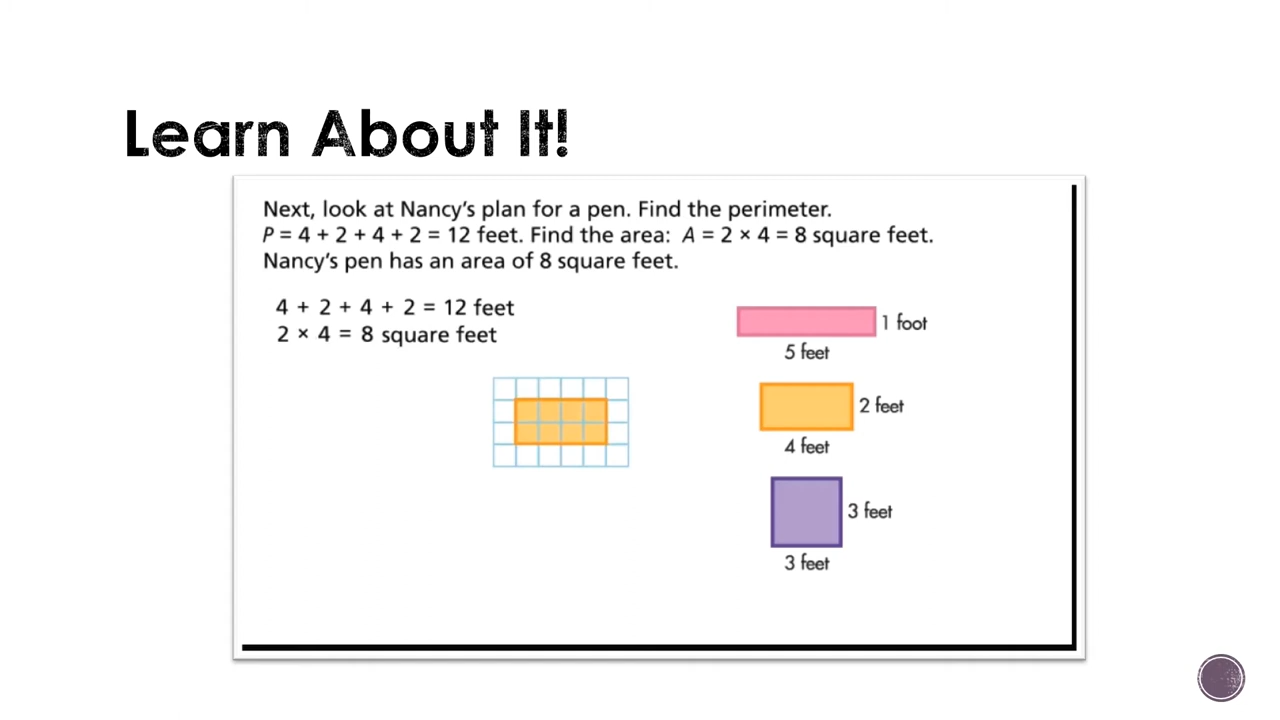 Learn About It!
Next, look at Nancy's plan for a pen. Find the perimeter.
P = 4 + 2 + 4 + 2 = 12 feet. Find the area: A = 2 × 4 = 8 square feet.
Nancy's pen has an area of 8 square feet.
4 + 2 + 4 + 2 = 12 feet
2 × 4 = 8 square feet
1 foot
5 feet
2 feet
4 feet
3 feet
3 feet